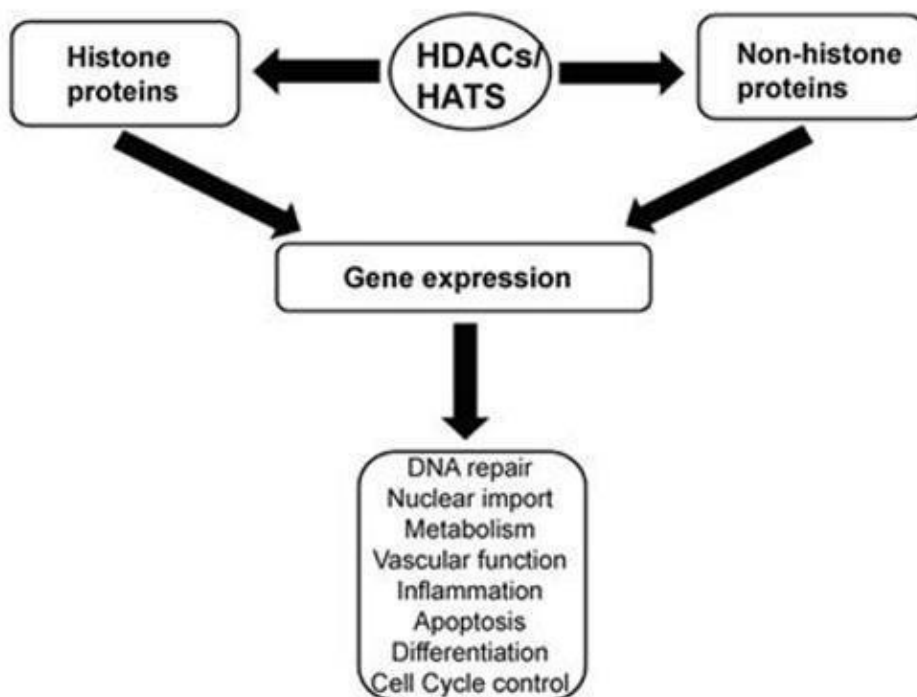 Histone
proteins
HDACs/
HATS
Non-histone
proteins
Gene expression
DNA repair
Nuclear import
Metabolism
Vascular function
Inflammation
Apoptosis
Differentiation
Cell Cycle control